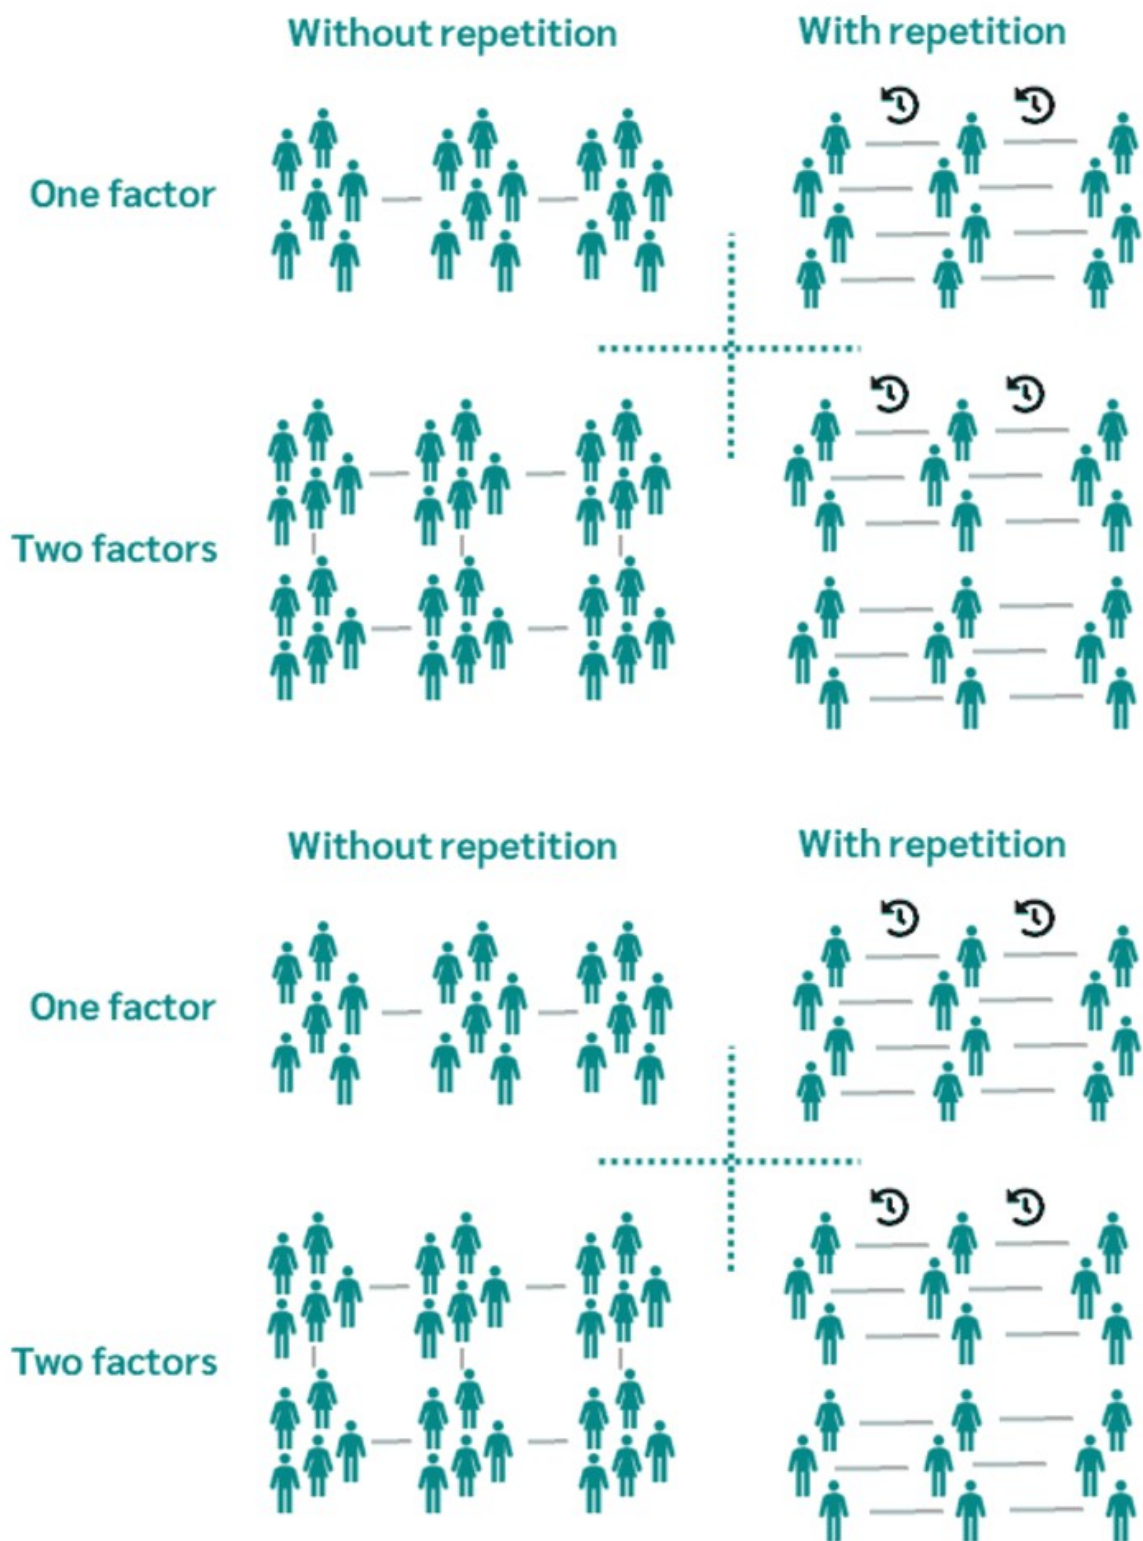 Without repetition
With repetition
One factor
Two factors
Without repetition
With repetition
One factor
Two factors